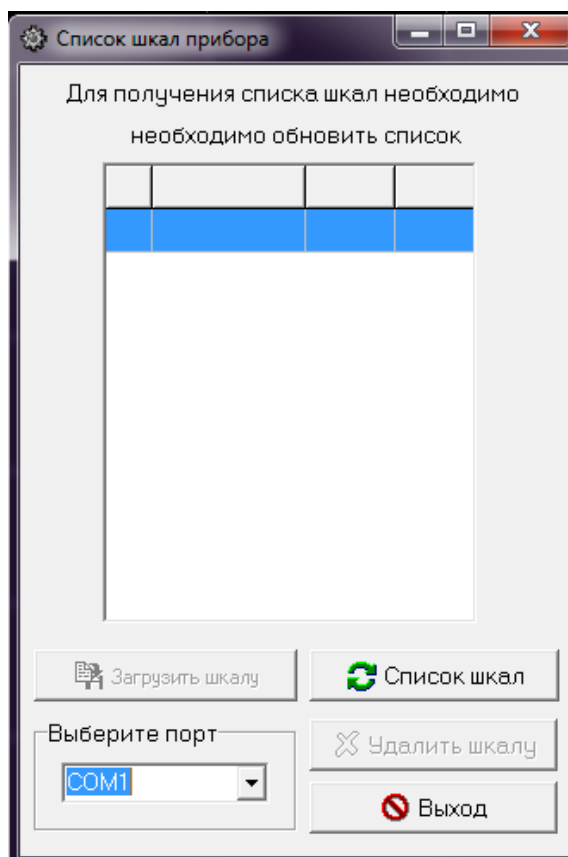 Список шкал прибора
Для получения списка шкал необходимо
необходимо обновить список
Загрузить шкалу
Список шкал
Выберите порт
COM1
Удалить шкалу
Выход